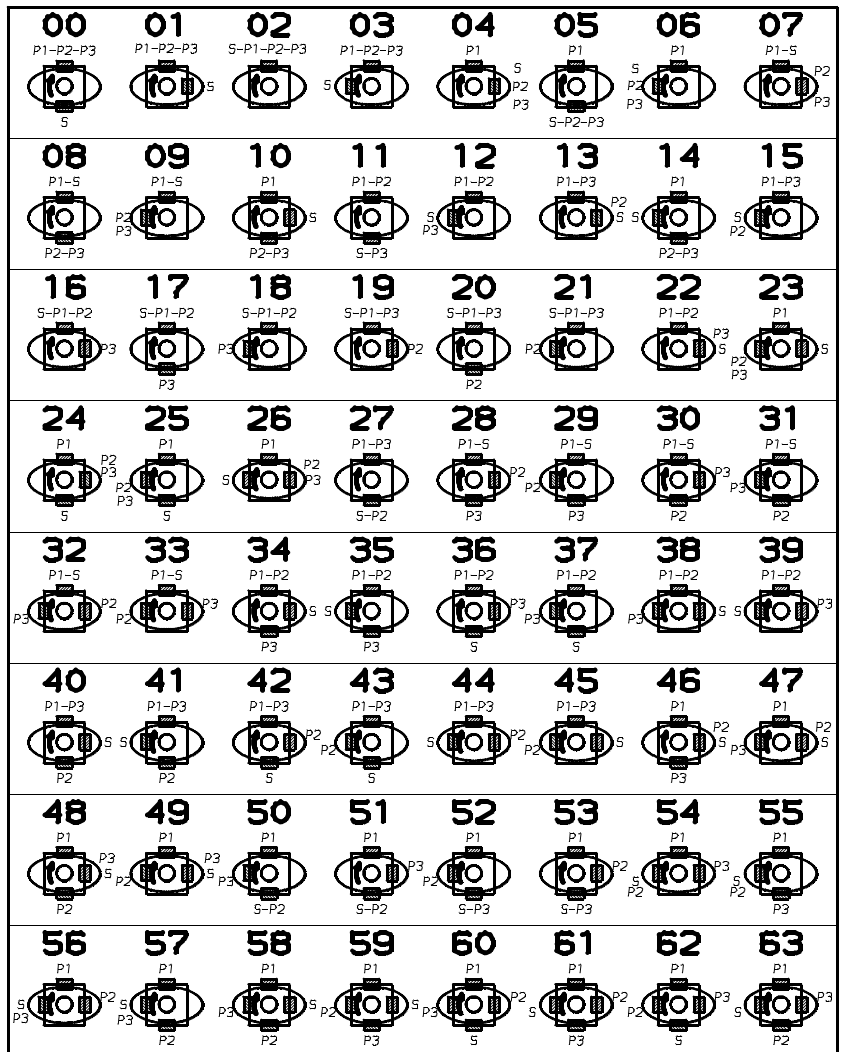 00 01 02 03 04 05 06 07
P1-P2-P3 P1-P2-P3 S-P1-P2-P3 P1-P2-P3 P1 P1 P1 P1-S
S S P2
S S P2 P2
P3 P3 P3
S S-P2-P3
08 09 10 11 12 13 14 15
P1-S P1-S P1 P1-P2 P1-P2 P1-P3 P1 P1-P3
P2
P2 S S S S S
P3 P3 P2
P2-P3 P2-P3 S-P3 P2-P3
16 17 18 19 20 21 22 23
S-P1-P2 S-P1-P2 S-P1-P2 S-P1-P3 S-P1-P3 S-P1-P3 P1-P2 P1
P3
P3 P3 P2 P2 S S
P2
P3
P3 P2
24 25 26 27 28 29 30 31
P1 P1 P1 P1-P3 P1-S P1-S P1-S P1-S
P2 P2
P3 S P3 P2 P3
P2 P2 P3
P3
S S S-P2 P3 P3 P2 P2
32 33 34 35 36 37 38 39
P1-S P1-S P1-P2 P1-P2 P1-P2 P1-P2 P1-P2 P1-P2
P2 P3 S S P3 S S P3
P3 P2 P3 P3
P3 P3 S S
40 41 42 43 44 45 46 47
P1-P3 P1-P3 P1-P3 P1-P3 P1-P3 P1-P3 P1 P1
P2 P2 P2
S S S P2 S S S
P2 P2 P3
P2 P2 S S P3
48 49 50 51 52 53 54 55
P1 P1 P1 P1 P1 P1 P1 P1
P3 P3
S S P3 P2 P3
P2 P3 P2 S S
P2 P2
P2 S-P2 S-P2 S-P3 S-P3 P3
56 57 58 59 60 61 62 63
P1 P1 P1 P1 P1 P1 P1 P1
P2 P2 P2 P3 P3
S S S S
P3 P3 P3 P2 P3 S P2 S
P2 P2 P3 S P3 S P2